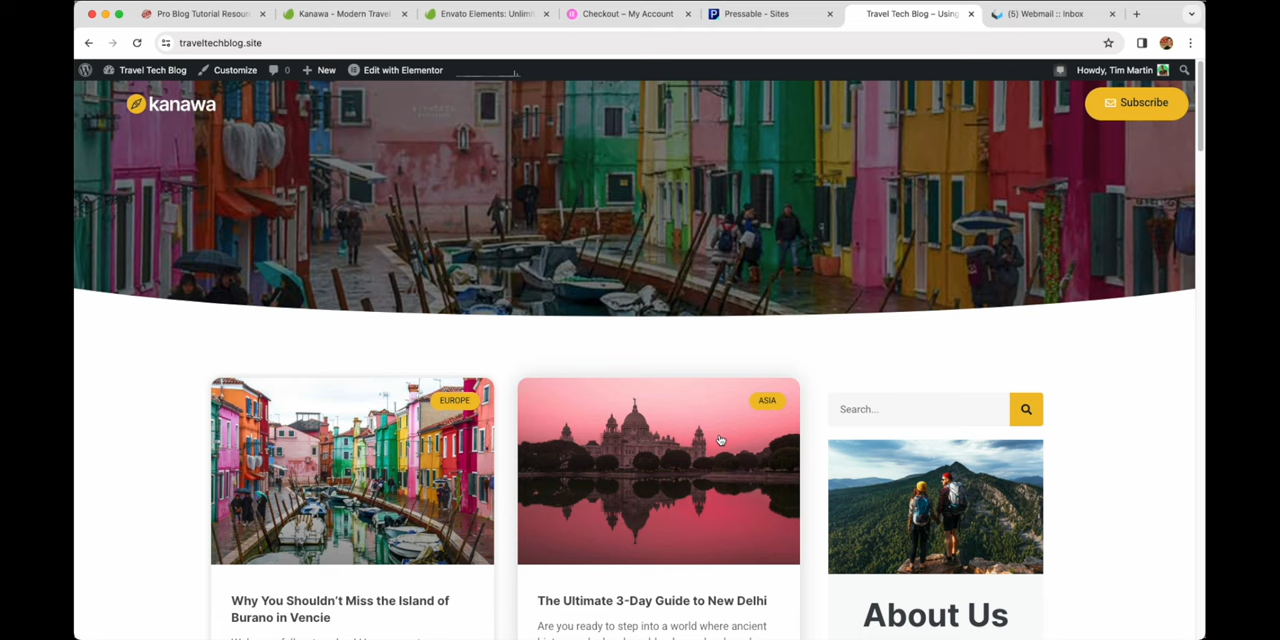 Pro Blog Tutorial Resour
Kanawa - Modern Travel
Envato Elements: Unlimi
Checkout – My Account
Pressable - Sites
Travel Tech Blog – Using
(5) Webmail :: Inbox
traveltechblog.site
Travel Tech Blog
Customize
0
New
Edit with Elementor
Howdy, Tim Martin
kanawa
Subscribe
EUROPE
ASIA
Search...
Why You Shouldn't Miss the Island of
Burano in Vencie
The Ultimate 3-Day Guide to New Delhi
Are you ready to step into a world where ancient
About Us